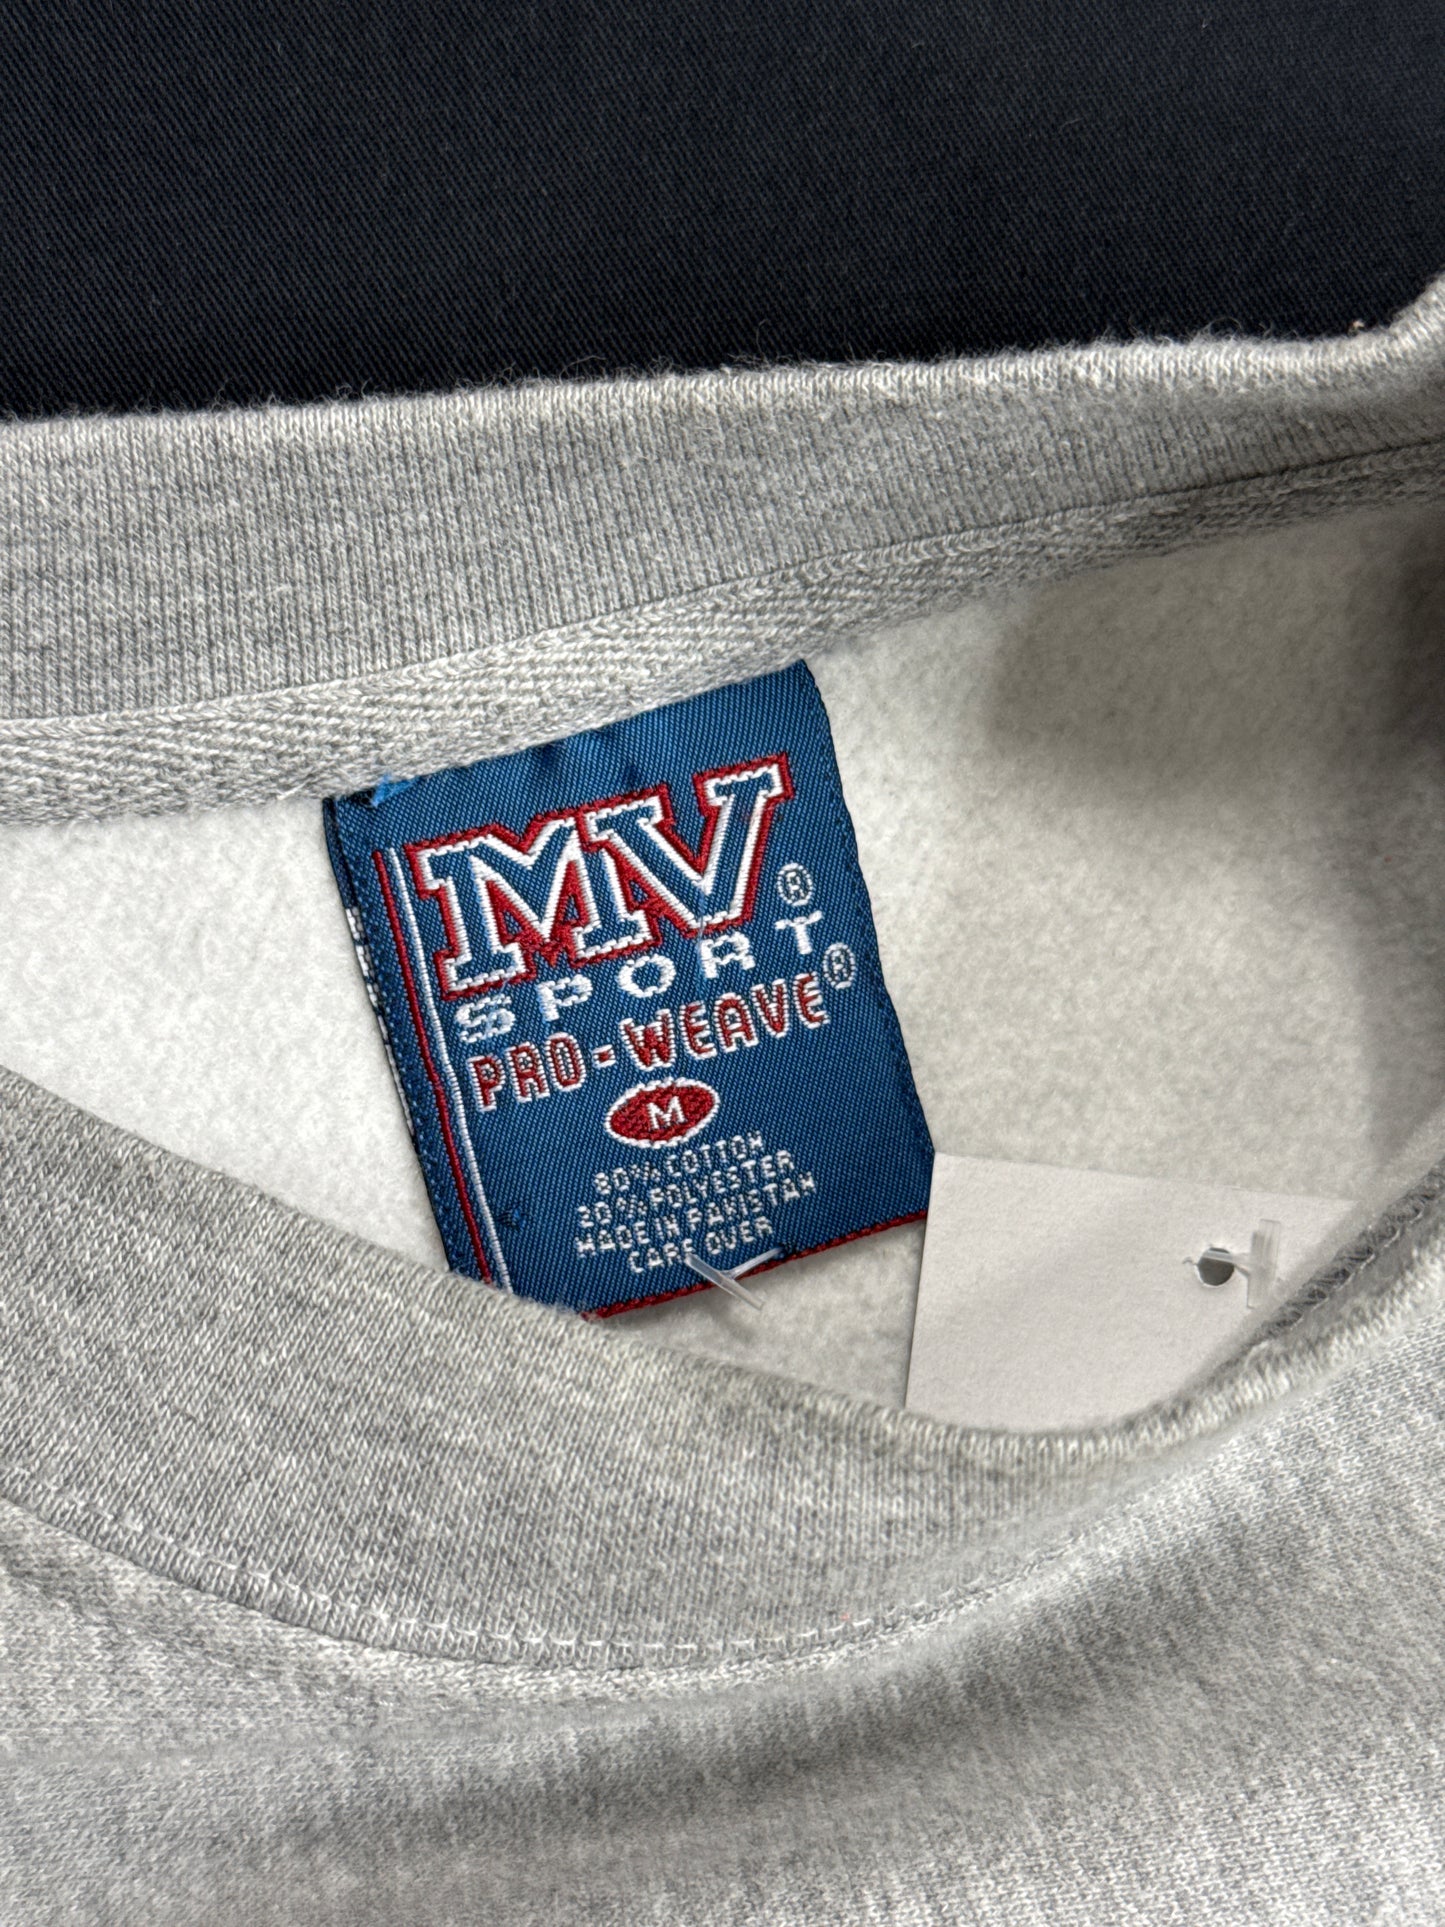 MV®
SPORT
PRO-WEAVE®
M
80% COTTON
20% POLYESTER
MADE IN PAKISTAN
CARE OVER